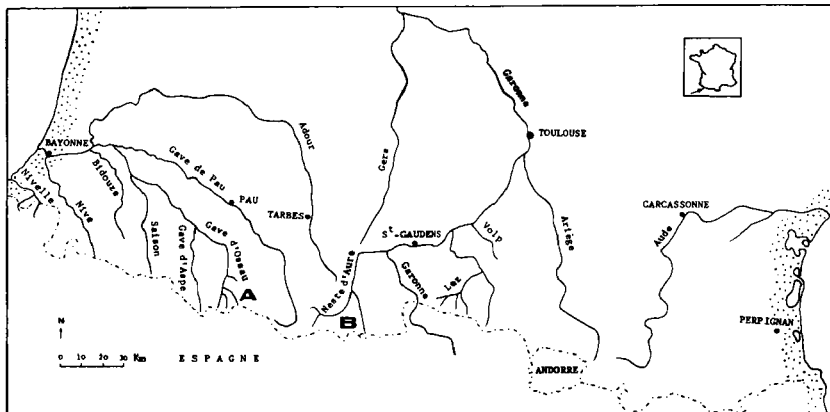 Garonne
TOULOUSE
BAYONNE
Nivelle
Nive
Bidouze
Saison
Gave d'Aspe
Gave de Pau
Gave d'Ossau
PAU
TARBES
Adour
Gers
Neste d'Aure
St-GAUDENS
Garonne
Volp
Lez
Ariège
CARCASSONNE
Aude
PERPIGNAN
A
B
N
0 10 20 30 Km
ESPAGNE
ANDORRE